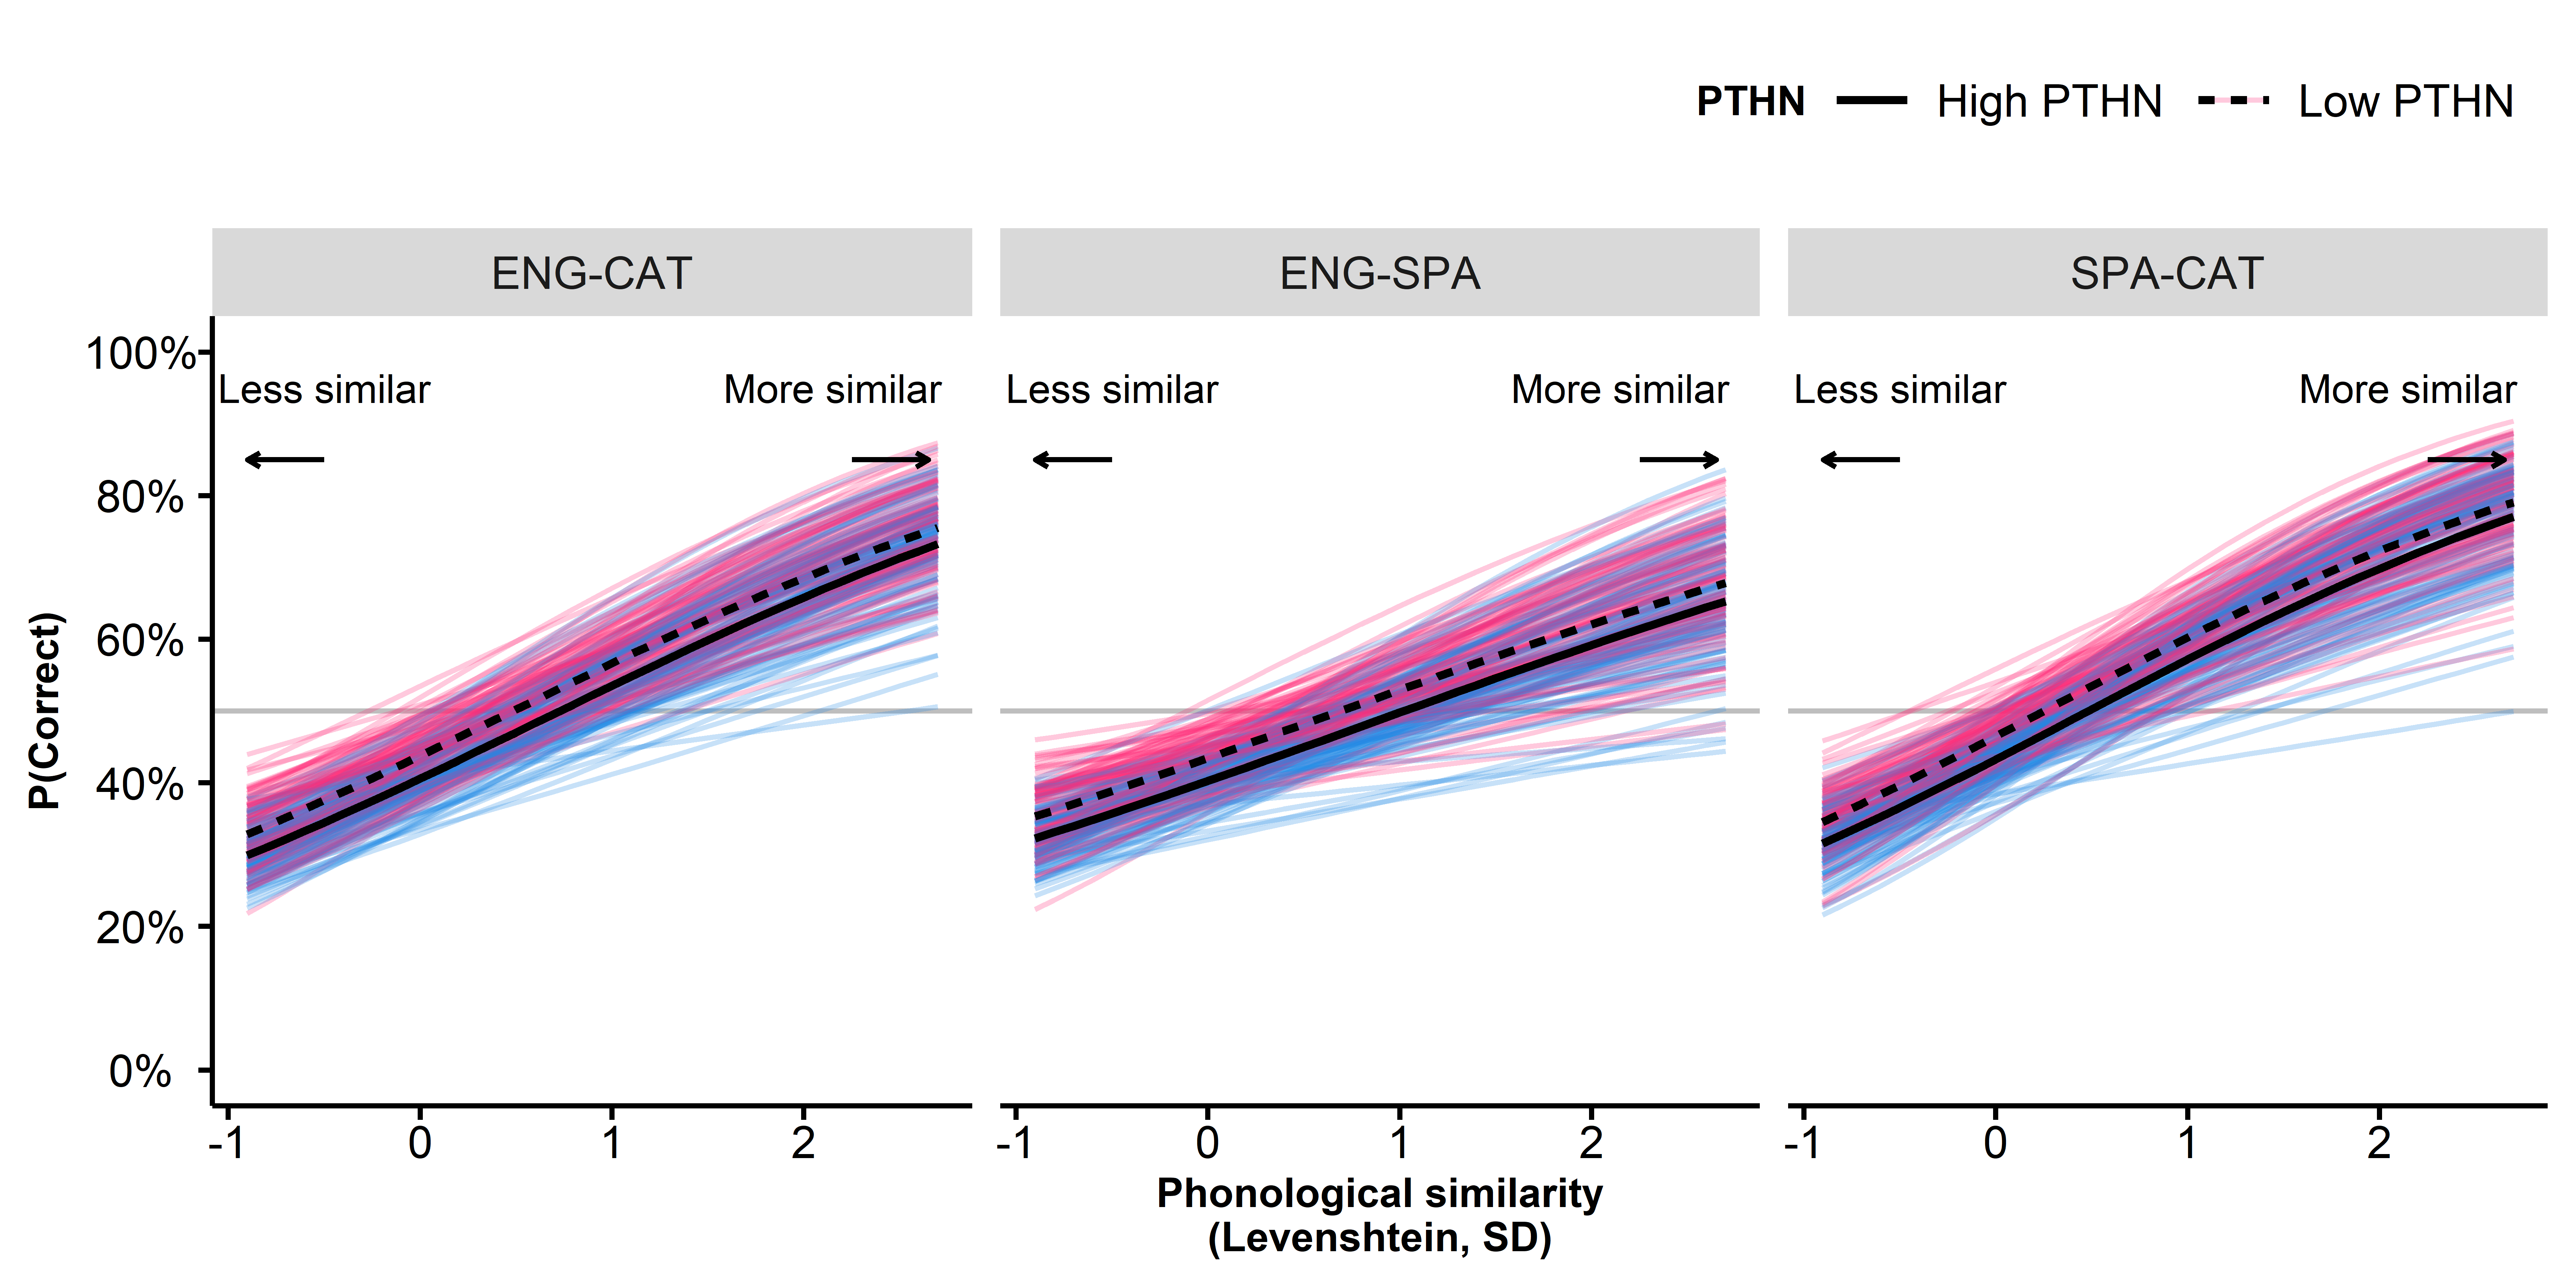 PTHN High PTHN Low PTHN
ENG-CAT ENG-SPA SPA-CAT
100%
80%
60%
40%
20%
0%
P(Correct)
Less similar More similar
Less similar More similar
Less similar More similar
-1 0 1 2
-1 0 1 2
-1 0 1 2
Phonological similarity
(Levenshtein, SD)